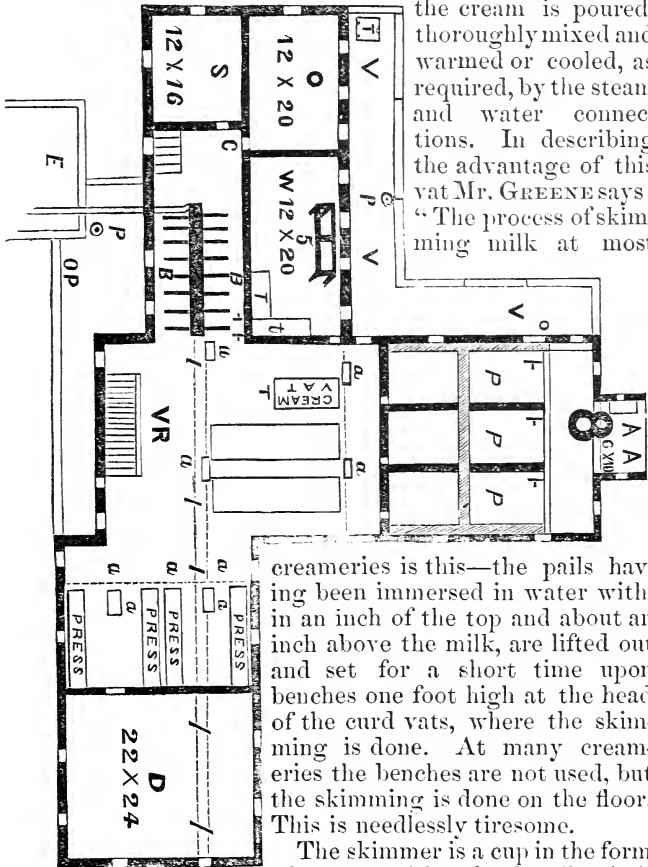 the cream is poured
thoroughly mixed and
warmed or cooled, as
required, by the steam
and water connec
tions. In describing
the advantage of this
vat Mr. GREENE says
“ The process of skim
ming milk at most
creameries is this—the pails hav
ing been immersed in water with
in an inch of the top and about an
inch above the milk, are lifted out
and set for a short time upon
benches one foot high at the head
of the curd vats, where the skim-
ming is done. At many cream-
eries the benches are not used, but
the skimming is done on the floor.
This is needlessly tiresome.
The skimmer is a cup in the form
S
12 X 16
O
12 X 20
T
V
C
W 12 X 20
5
P
V
E
P
OP
B
B
T
t
V
o
a
a
CREAM
VAT
T
VR
a
a
P
P
P
8
6 X 10
A A
a
a
a
a
a
PRESS
PRESS
PRESS
PRESS
D
22 X 24